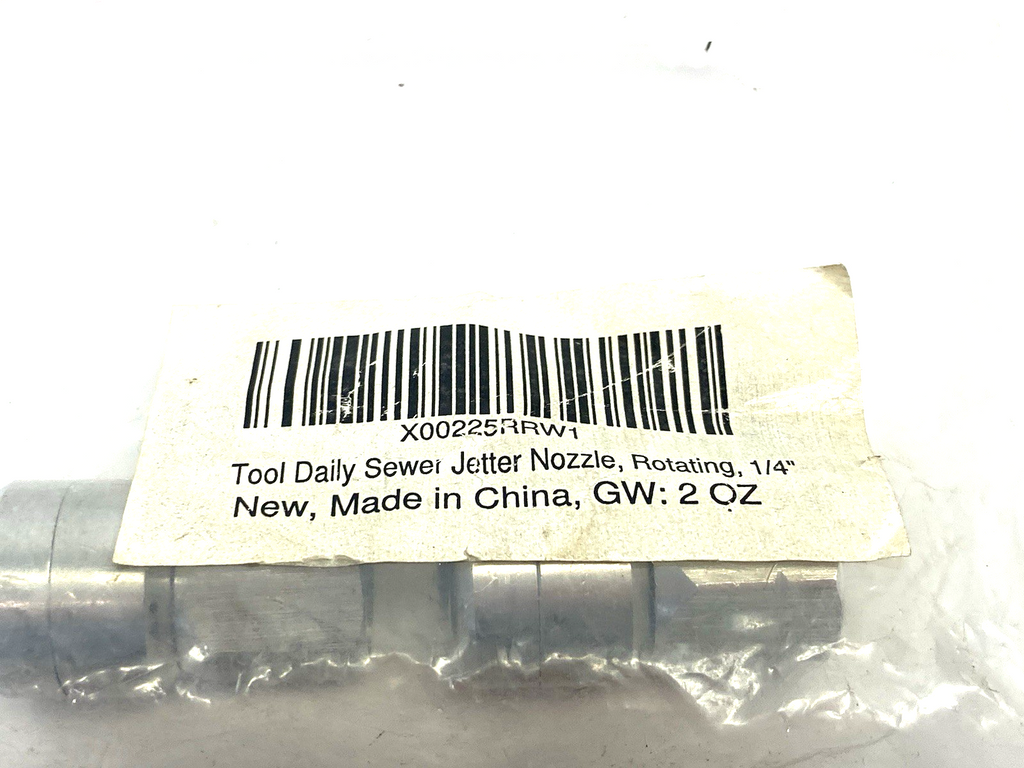 X00225RRW1
Tool Daily Sewer Jetter Nozzle, Rotating, 1/4"
New, Made in China, GW: 2 OZ